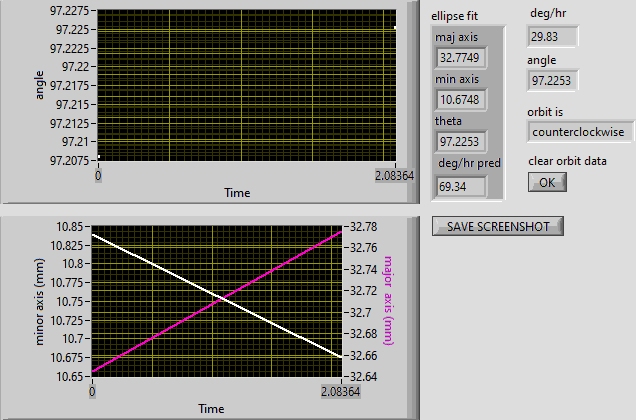 97.2275
97.225
97.2225
97.22
97.2175
97.215
97.2125
97.21
97.2075
angle
0
2.08364
Time
ellipse fit
maj axis
32.7749
min axis
10.6748
theta
97.2253
deg/hr pred
69.34
deg/hr
29.83
angle
97.2253
orbit is
counterclockwise
clear orbit data
OK
SAVE SCREENSHOT
10.85
10.825
10.8
10.775
10.75
10.725
10.7
10.675
10.65
minor axis (mm)
32.78
32.76
32.74
32.72
32.7
32.68
32.66
32.64
major axis (mm)
0
2.08364
Time